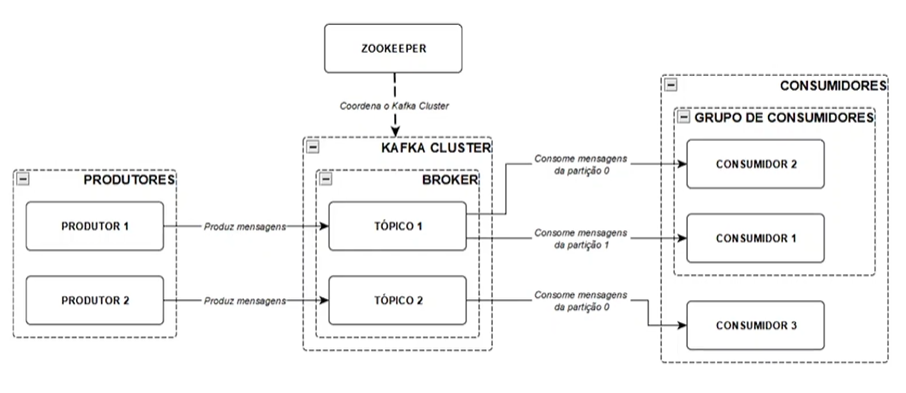 ZOOKEEPER
Coordena o Kafka Cluster
CONSUMIDORES
GRUPO DE CONSUMIDORES
KAFKA CLUSTER
Consome mensagens
da partição 0
CONSUMIDOR 2
PRODUTORES
BROKER
PRODUTOR 1
Produz mensagens
TÓPICO 1
Consome mensagens
da partição 1
CONSUMIDOR 1
PRODUTOR 2
Produz mensagens
TÓPICO 2
Consome mensagens
da partição 0
CONSUMIDOR 3